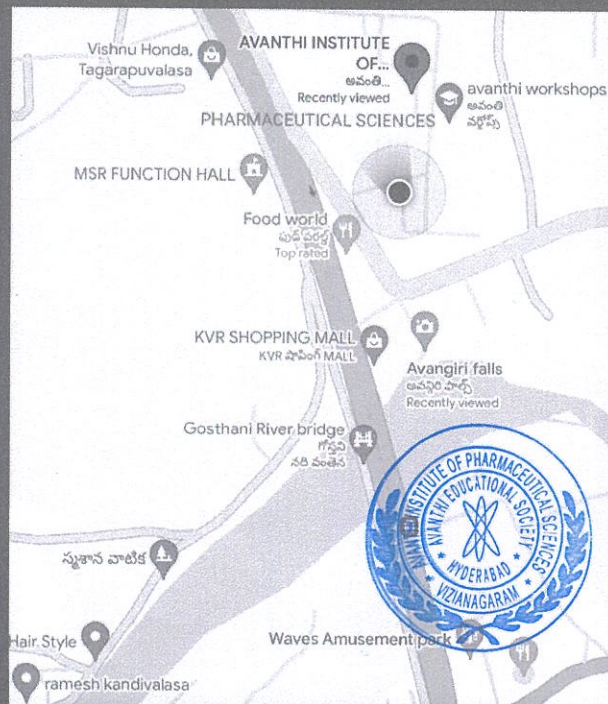 Vishnu Honda,
Tagarapuvalasa
AVANTHI INSTITUTE
OF...
అవంతి...
Recently viewed
PHARMACEUTICAL SCIENCES
avanthi workshops
అవంతి
వర్క్షాప్స్
MSR FUNCTION HALL
Food world
ఫుడ్ వరల్డ్
Top rated
KVR SHOPPING MALL
KVR షాపింగ్ MALL
Avangiri falls
అవన్గిరి ఫాల్స్
Recently viewed
Gosthani River bridge
గోస్తని
నది వంతెన
AVANTHI INSTITUTE OF PHARMACEUTICAL SCIENCES
AVANTHI EDUCATIONAL SOCIETY
HYDERABAD
VIZIANAGARAM
స్మశాన వాటిక
Waves Amusement park
Hair Style
ramesh kandivalasa